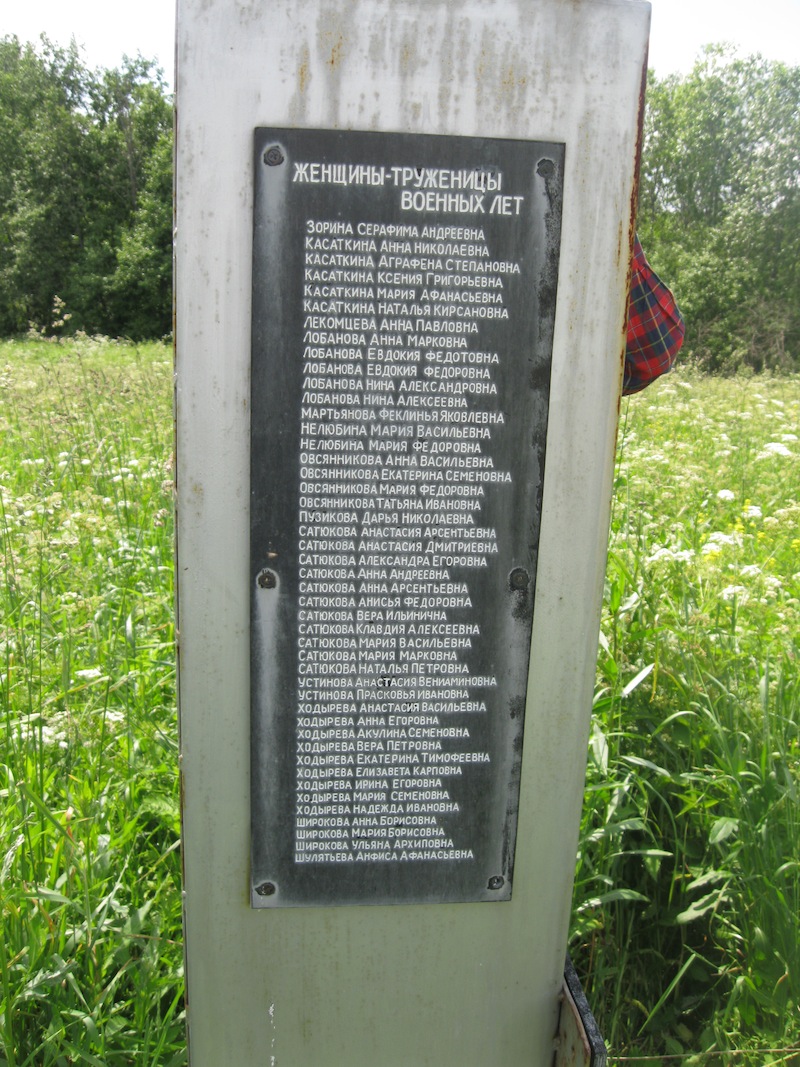 ЖЕНЩИНЫ-ТРУЖЕНИЦЫ
ВОЕННЫХ ЛЕТ
ЗОРИНА СЕРАФИМА АНДРЕЕВНА
КАСАТКИНА АННА НИКОЛАЕВНА
КАСАТКИНА АГРАФЕНА СТЕПАНОВНА
КАСАТКИНА КСЕНИЯ ГРИГОРЬЕВНА
КАСАТКИНА МАРИЯ АФАНАСЬЕВНА
КАСАТКИНА НАТАЛЬЯ КИРСАНОВНА
ЛЕКОМЦЕВА АННА ПАВЛОВНА
ЛОБАНОВА АННА МАРКОВНА
ЛОБАНОВА ЕВДОКИЯ ФЕДОТОВНА
ЛОБАНОВА ЕВДОКИЯ ФЕДОРОВНА
ЛОБАНОВА НИНА АЛЕКСАНДРОВНА
ЛОБАНОВА НИНА АЛЕКСЕЕВНА
МАРТЬЯНОВА ФЕКЛИНЬЯ ЯКОВЛЕВНА
НЕЛЮБИНА МАРИЯ ВАСИЛЬЕВНА
НЕЛЮБИНА МАРИЯ ФЕДОРОВНА
ОВСЯННИКОВА АННА ВАСИЛЬЕВНА
ОВСЯННИКОВА ЕКАТЕРИНА СЕМЕНОВНА
ОВСЯННИКОВА МАРИЯ ФЕДОРОВНА
ОВСЯННИКОВА ТАТЬЯНА ИВАНОВНА
ПУЗИКОВА ДАРЬЯ НИКОЛАЕВНА
САТЮКОВА АНАСТАСИЯ АРСЕНТЬЕВНА
САТЮКОВА АНАСТАСИЯ ДМИТРИЕВНА
САТЮКОВА АЛЕКСАНДРА ЕГОРОВНА
САТЮКОВА АННА АНДРЕЕВНА
САТЮКОВА АННА АРСЕНТЬЕВНА
САТЮКОВА АНИСЬЯ ФЕДОРОВНА
САТЮКОВА ВЕРА ИЛЬИНИЧНА
САТЮКОВА КЛАВДИЯ АЛЕКСЕЕВНА
САТЮКОВА МАРИЯ ВАСИЛЬЕВНА
САТЮКОВА МАРИЯ МАРКОВНА
САТЮКОВА НАТАЛЬЯ ПЕТРОВНА
УСТИНОВА АНАСТАСИЯ ВЕНИАМИНОВНА
УСТИНОВА ПРАСКОВЬЯ ИВАНОВНА
ХОДЫРЕВА АНАСТАСИЯ ВАСИЛЬЕВНА
ХОДЫРЕВА АННА ЕГОРОВНА
ХОДЫРЕВА АКУЛИНА СЕМЕНОВНА
ХОДЫРЕВА ВЕРА ПЕТРОВНА
ХОДЫРЕВА ЕКАТЕРИНА ТИМОФЕЕВНА
ХОДЫРЕВА ЕЛИЗАВЕТА КАРПОВНА
ХОДЫРЕВА ИРИНА ЕГОРОВНА
ХОДЫРЕВА МАРИЯ СЕМЕНОВНА
ХОДЫРЕВА НАДЕЖДА ИВАНОВНА
ШИРОКОВА АННА БОРИСОВНА
ШИРОКОВА МАРИЯ БОРИСОВНА
ШИРОКОВА УЛЬЯНА АРХИПОВНА
ШУЛЯТЬЕВА АНФИСА АФАНАСЬЕВНА